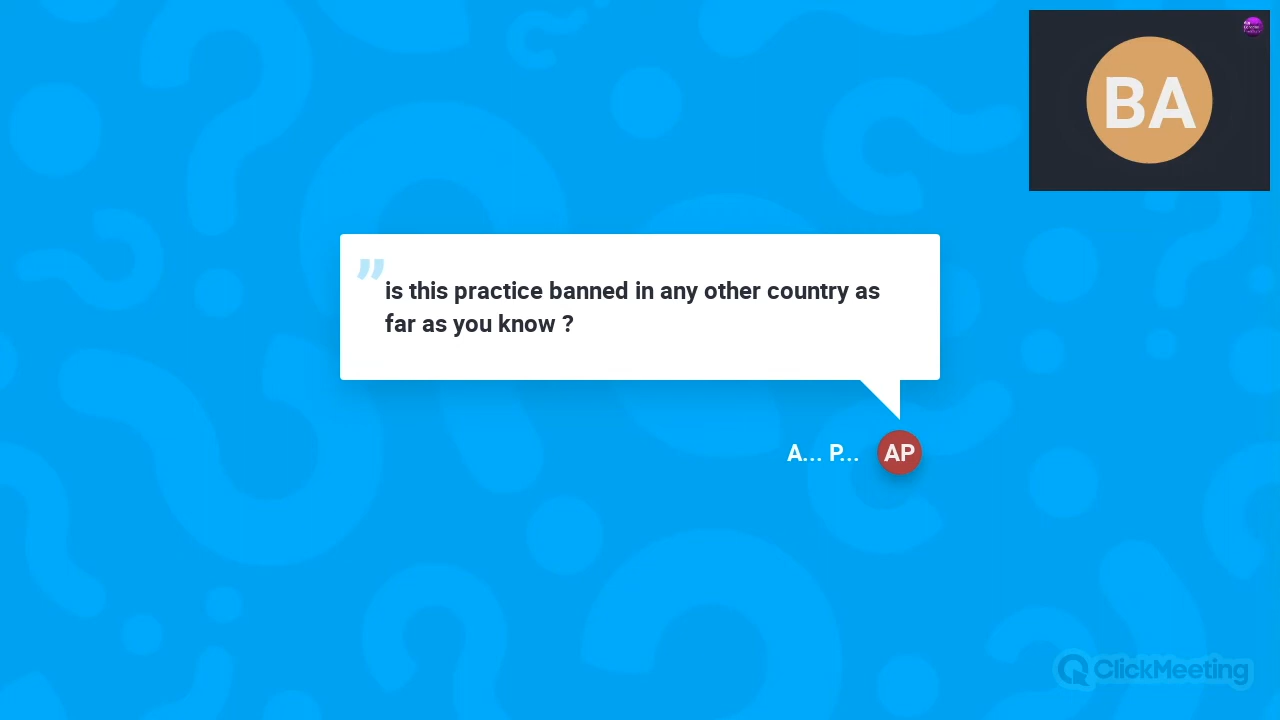 BA
”
is this practice banned in any other country as
far as you know ?
A... P... AP
ClickMeeting